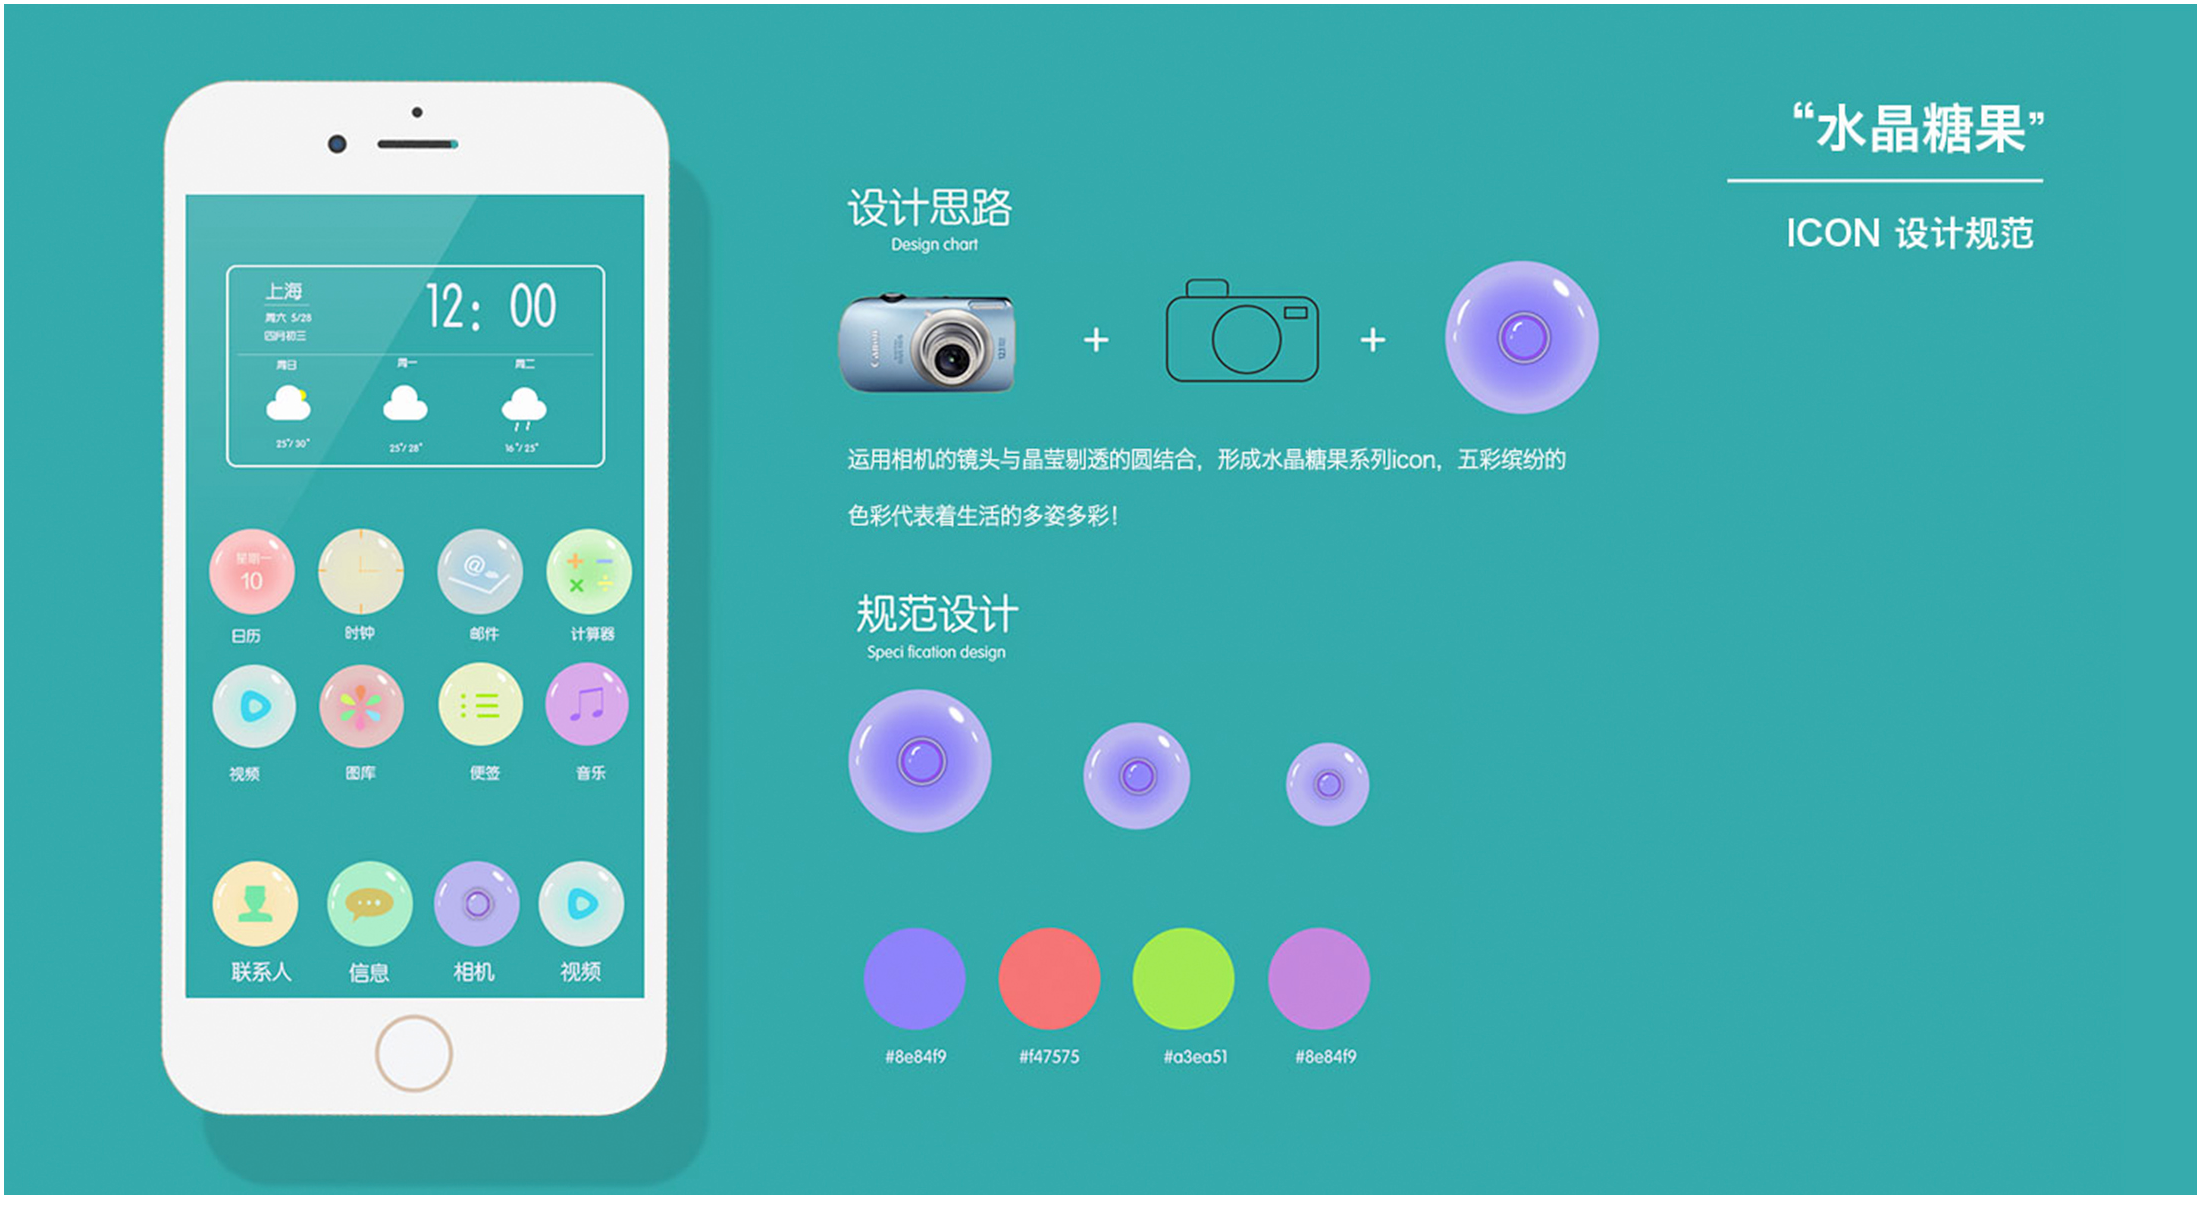 “水晶糖果”
ICON 设计规范
上海
周六 5/28
四月初三
12: 00
周日
周一
周二
25°/ 30°
25°/ 28°
16°/ 25°
星期一
10
@
日历
时钟
邮件
计算器
视频
图库
便签
音乐
联系人
信息
相机
视频
设计思路
Design chart
Canon
运用相机的镜头与晶莹剔透的圆结合，形成水晶糖果系列icon，五彩缤纷的
色彩代表着生活的多姿多彩！
规范设计
Speci fication design
#8e84f9
#f47575
#a3ea51
#8e84f9